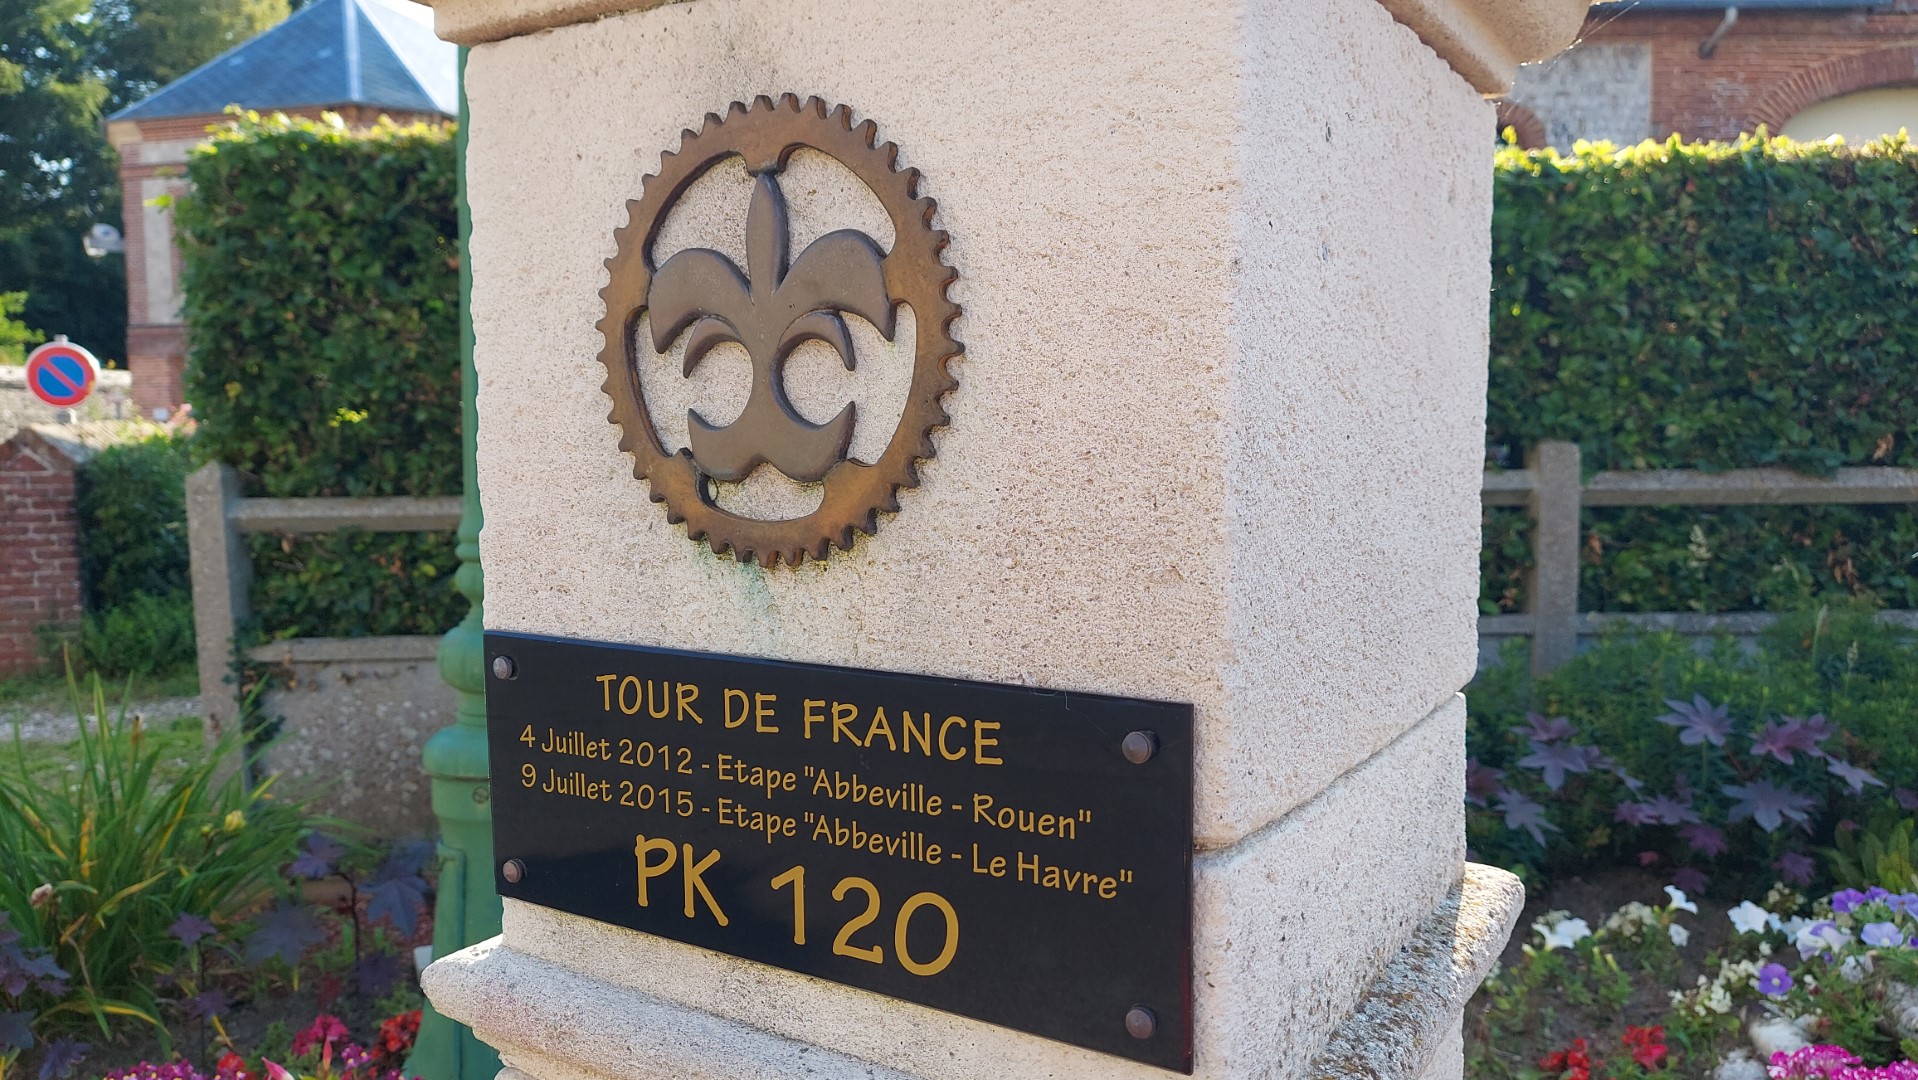 TOUR DE FRANCE
4 Juillet 2012 - Etape "Abbeville - Rouen"
9 Juillet 2015 - Etape "Abbeville - Le Havre"
PK 120